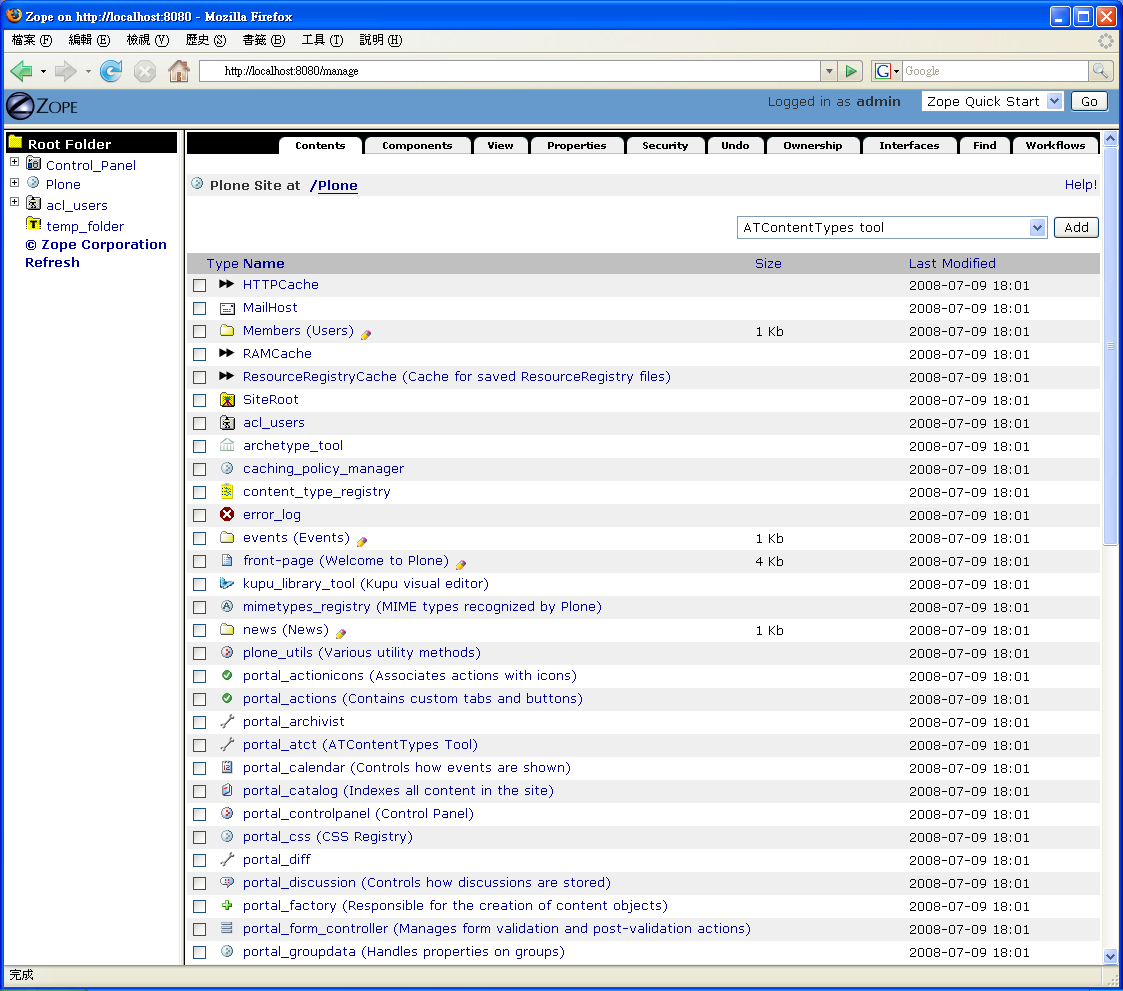 Zope on http://localhost:8080 - Mozilla Firefox
檔案 (F) 編輯 (E) 檢視 (V) 歷史 (S) 書籤 (B) 工具 (T) 說明 (H)
http://localhost:8080/manage
G Google
ZOPE
Logged in as admin
Zope Quick Start
Go
Root Folder
Control_Panel
Plone
acl_users
temp_folder
© Zope Corporation
Refresh
Contents Components View Properties Security Undo Ownership Interfaces Find Workflows
Plone Site at /Plone
Help!
ATContentTypes tool
Add
Type Name Size Last Modified
HTTPCache 2008-07-09 18:01
MailHost 2008-07-09 18:01
Members (Users) 1 Kb 2008-07-09 18:01
RAMCache 2008-07-09 18:01
ResourceRegistryCache (Cache for saved ResourceRegistry files) 2008-07-09 18:01
SiteRoot 2008-07-09 18:01
acl_users 2008-07-09 18:01
archetype_tool 2008-07-09 18:01
caching_policy_manager 2008-07-09 18:01
content_type_registry 2008-07-09 18:01
error_log 2008-07-09 18:01
events (Events) 1 Kb 2008-07-09 18:01
front-page (Welcome to Plone) 4 Kb 2008-07-09 18:01
kupu_library_tool (Kupu visual editor) 2008-07-09 18:01
mimetypes_registry (MIME types recognized by Plone) 2008-07-09 18:01
news (News) 1 Kb 2008-07-09 18:01
plone_utils (Various utility methods) 2008-07-09 18:01
portal_actionicons (Associates actions with icons) 2008-07-09 18:01
portal_actions (Contains custom tabs and buttons) 2008-07-09 18:01
portal_archivist 2008-07-09 18:01
portal_atct (ATContentTypes Tool) 2008-07-09 18:01
portal_calendar (Controls how events are shown) 2008-07-09 18:01
portal_catalog (Indexes all content in the site) 2008-07-09 18:01
portal_controlpanel (Control Panel) 2008-07-09 18:01
portal_css (CSS Registry) 2008-07-09 18:01
portal_diff 2008-07-09 18:01
portal_discussion (Controls how discussions are stored) 2008-07-09 18:01
portal_factory (Responsible for the creation of content objects) 2008-07-09 18:01
portal_form_controller (Manages form validation and post-validation actions) 2008-07-09 18:01
portal_groupdata (Handles properties on groups) 2008-07-09 18:01
完成